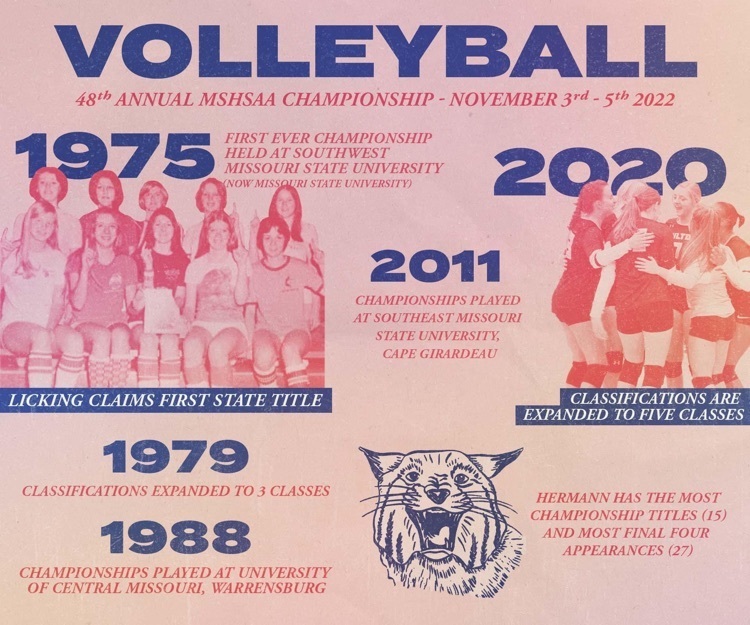 VOLLEYBALL
48th ANNUAL MSHSAA CHAMPIONSHIP - NOVEMBER 3rd - 5th 2022
1975
FIRST EVER CHAMPIONSHIP
HELD AT SOUTHWEST
MISSOURI STATE UNIVERSITY
(NOW MISSOURI STATE UNIVERSITY)
LICKING CLAIMS FIRST STATE TITLE
2011
CHAMPIONSHIPS PLAYED
AT SOUTHEAST MISSOURI
STATE UNIVERSITY,
CAPE GIRARDEAU
2020
CLASSIFICATIONS ARE
EXPANDED TO FIVE CLASSES
1979
CLASSIFICATIONS EXPANDED TO 3 CLASSES
1988
CHAMPIONSHIPS PLAYED AT UNIVERSITY
OF CENTRAL MISSOURI, WARRENSBURG
HERMANN HAS THE MOST
CHAMPIONSHIP TITLES (15)
AND MOST FINAL FOUR
APPEARANCES (27)